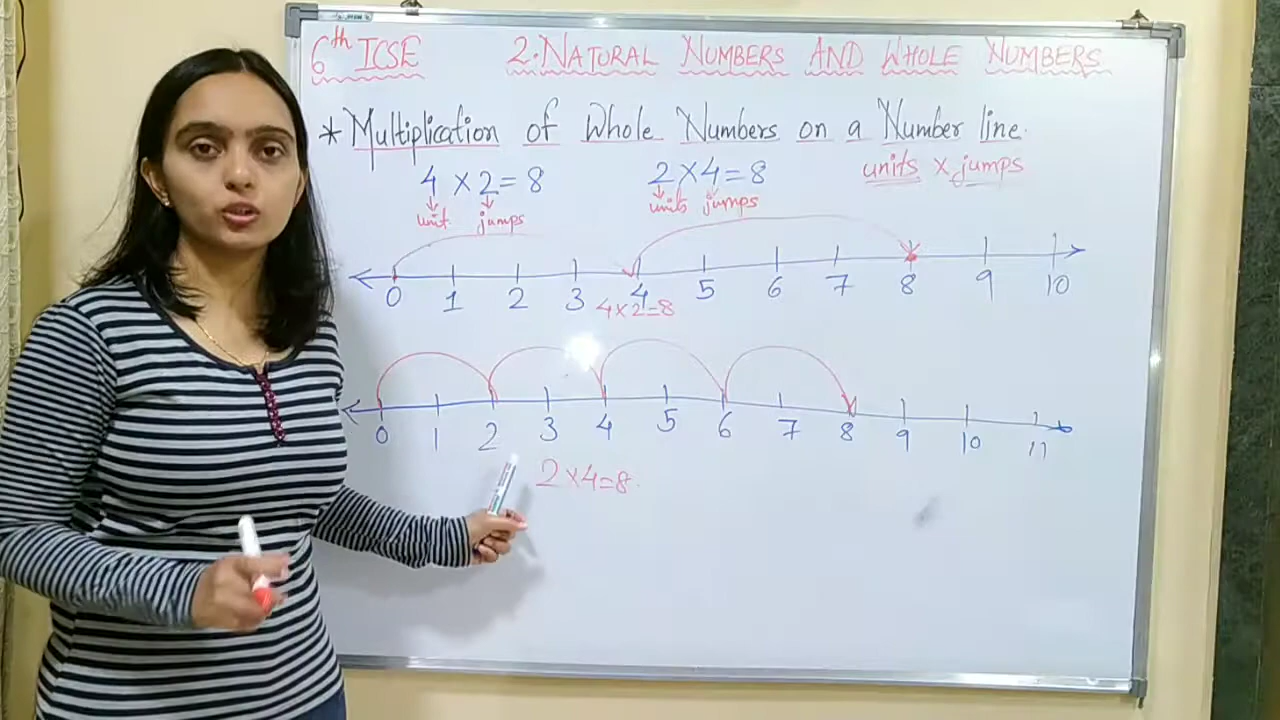 6th ICSE 2. NATURAL NUMBERS AND WHOLE NUMBERS
* Multiplication of Whole Numbers on a Number line.
4 x 2 = 8 2 x 4 = 8 units x jumps
unit jumps units jumps
0 1 2 3 4 5 6 7 8 9 10
4 x 2 = 8
0 1 2 3 4 5 6 7 8 9 10 11
2 x 4 = 8.